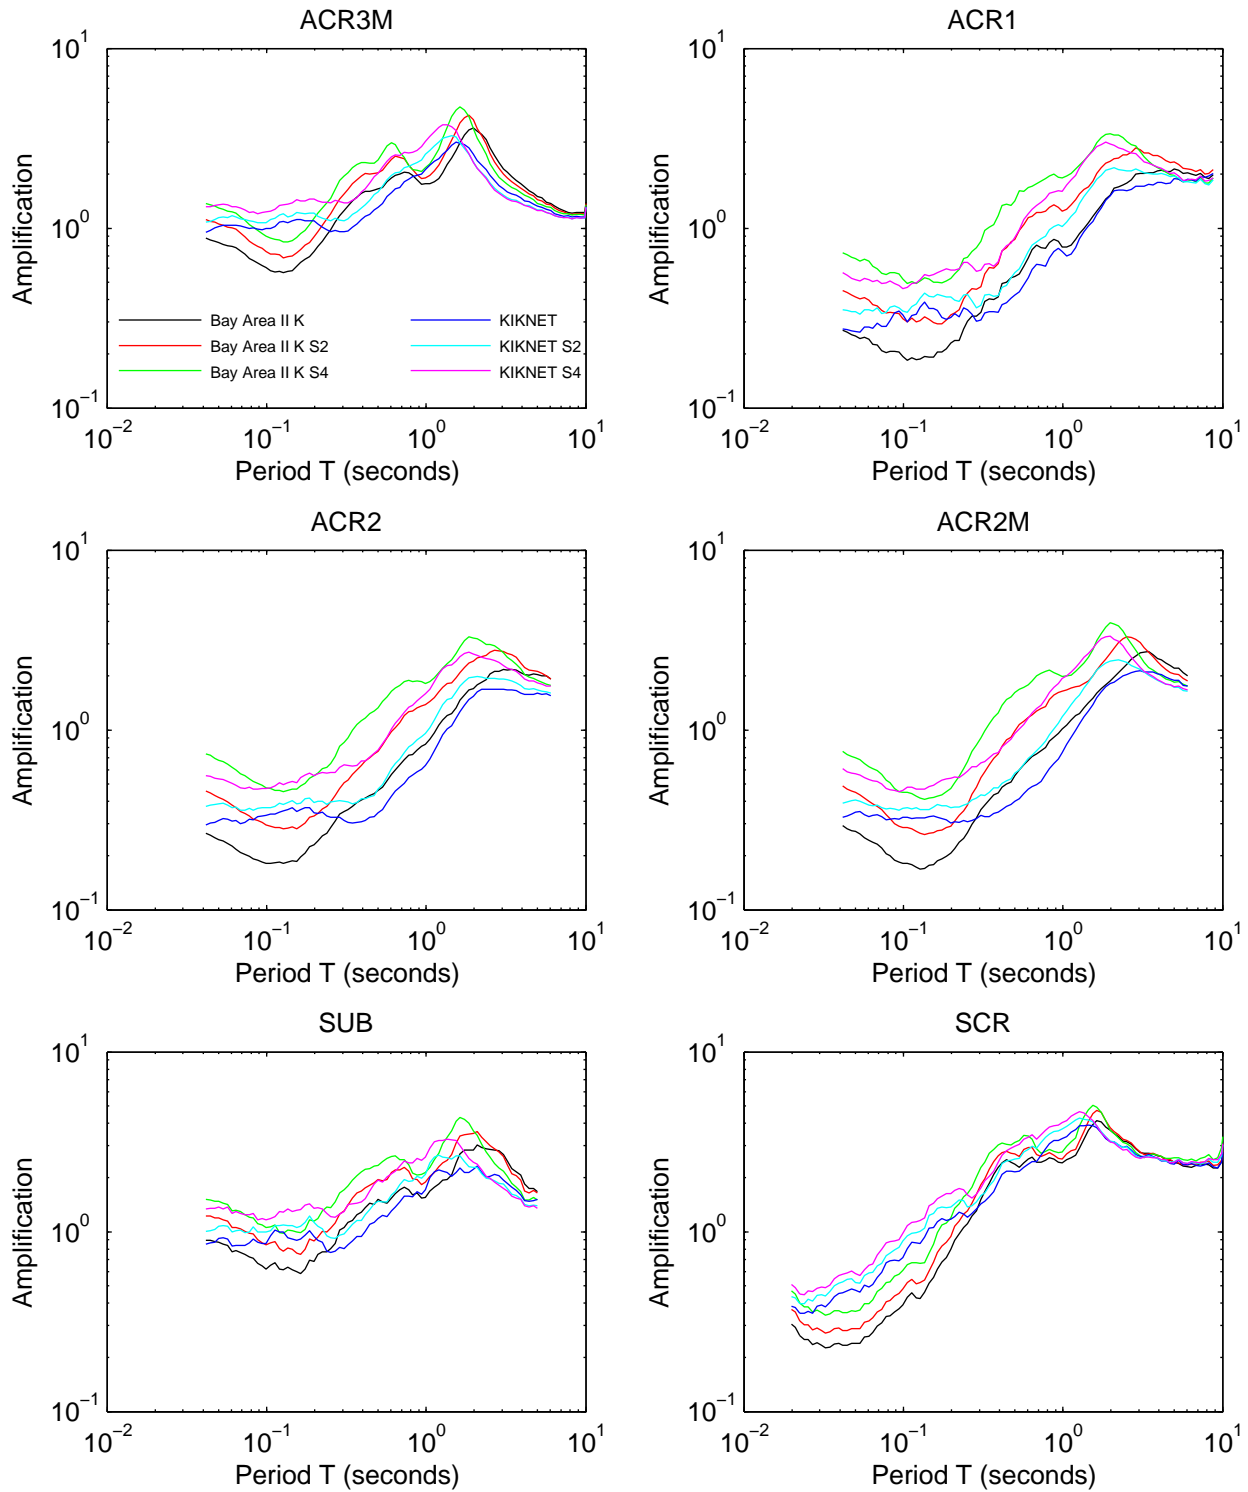 ACR3M
Amplification
10^1
10^0
10^−1
Bay Area II K
Bay Area II K S2
Bay Area II K S4
KIKNET
KIKNET S2
KIKNET S4
10^−2 10^−1 10^0 10^1
Period T (seconds)
ACR1
Amplification
10^1
10^0
10^−1
10^−2 10^−1 10^0 10^1
Period T (seconds)
ACR2
Amplification
10^1
10^0
10^−1
10^−2 10^−1 10^0 10^1
Period T (seconds)
ACR2M
Amplification
10^1
10^0
10^−1
10^−2 10^−1 10^0 10^1
Period T (seconds)
SUB
Amplification
10^1
10^0
10^−1
10^−2 10^−1 10^0 10^1
Period T (seconds)
SCR
Amplification
10^1
10^0
10^−1
10^−2 10^−1 10^0 10^1
Period T (seconds)